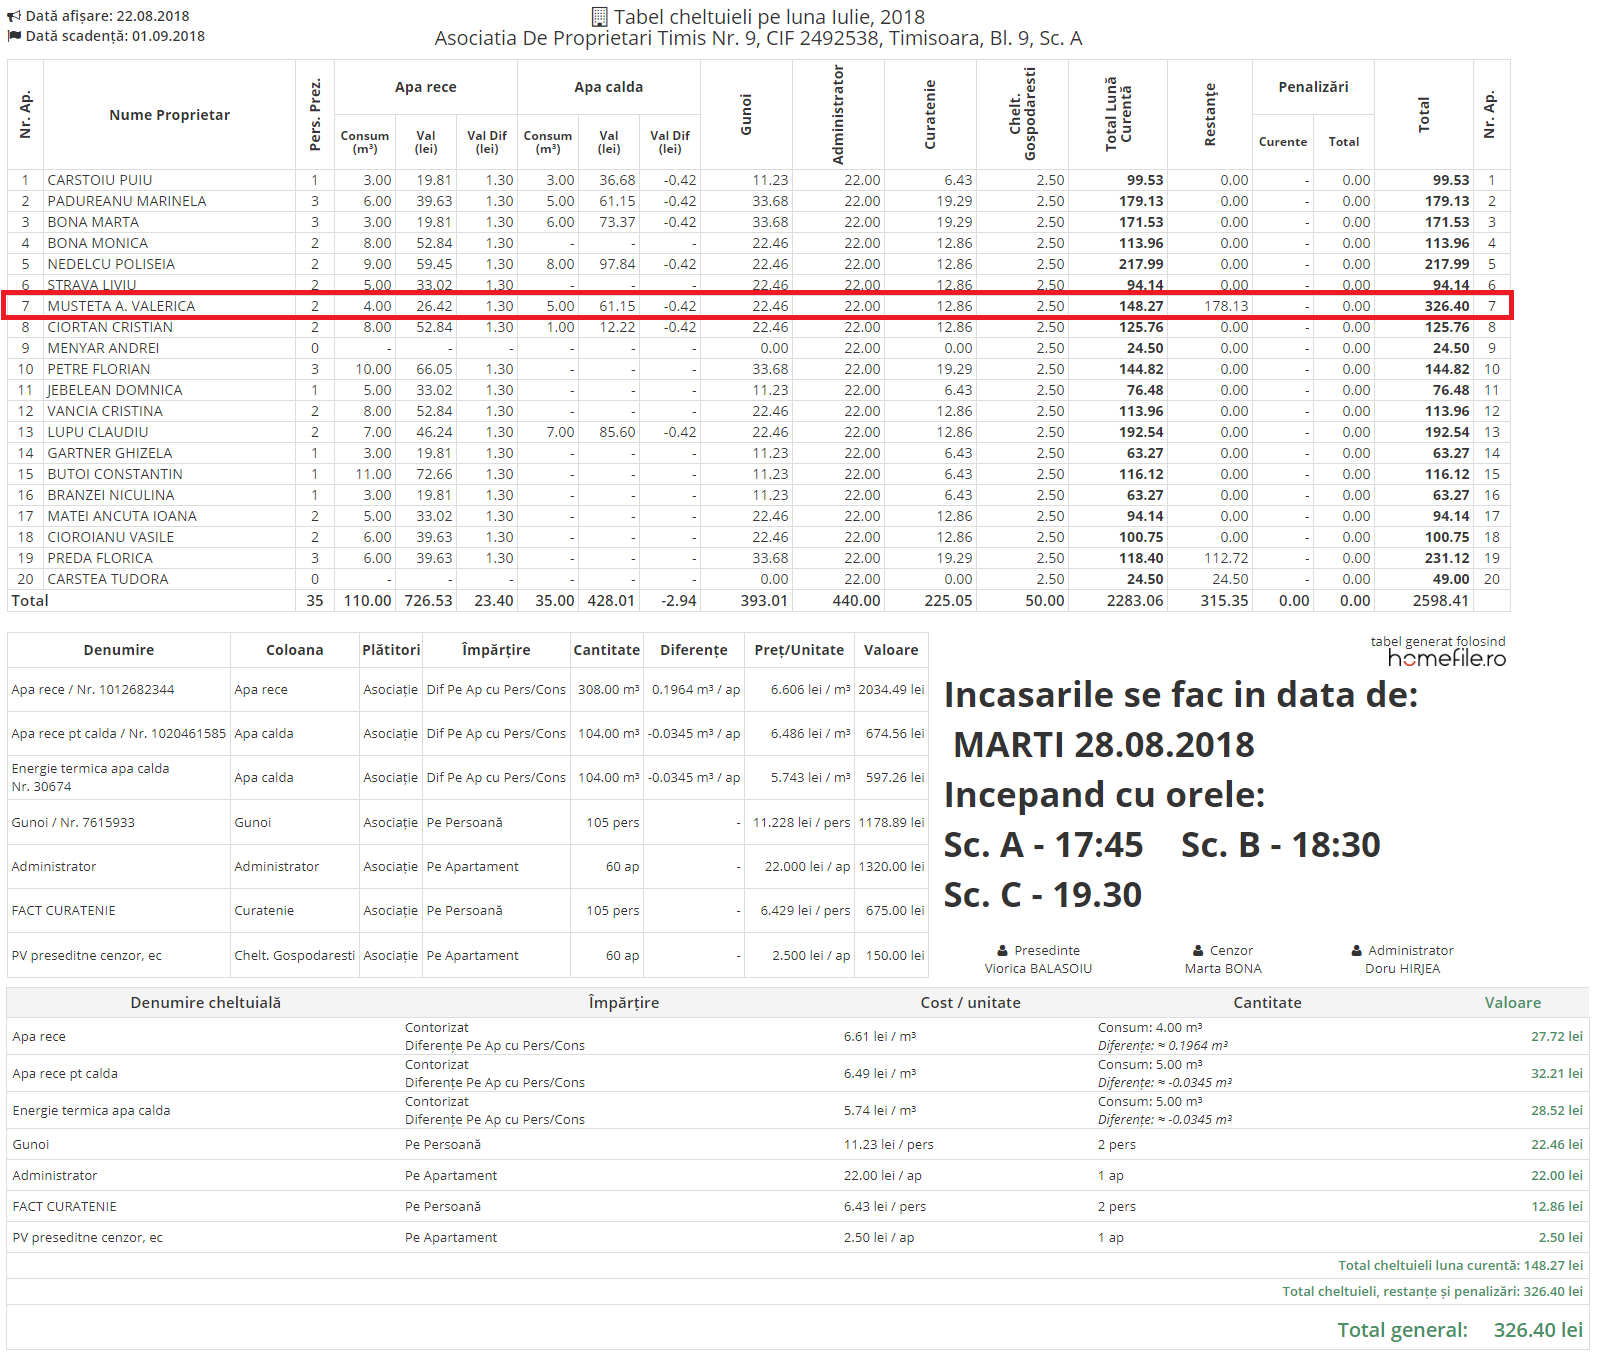 Dată afișare: 22.08.2018
Dată scadență: 01.09.2018
Tabel cheltuieli pe luna Iulie, 2018
Asociatia De Proprietari Timis Nr. 9, CIF 2492538, Timisoara, Bl. 9, Sc. A
Nr. Ap. Nume Proprietar Pers. Prez. Apa rece Apa calda Gunoi Administrator Curatenie Chelt. Gospodaresti Total Lună Curentă Restanțe Penalizări Total Nr. Ap.
Consum (m³) Val (lei) Val Dif (lei) Consum (m³) Val (lei) Val Dif (lei) Curente Total
1 CARSTOIU PUIU 1 3.00 19.81 1.30 3.00 36.68 -0.42 11.23 22.00 6.43 2.50 99.53 0.00 - 0.00 99.53 1
2 PADUREANU MARINELA 3 6.00 39.63 1.30 5.00 61.15 -0.42 33.68 22.00 19.29 2.50 179.13 0.00 - 0.00 179.13 2
3 BONA MARTA 3 3.00 19.81 1.30 6.00 73.37 -0.42 33.68 22.00 19.29 2.50 171.53 0.00 - 0.00 171.53 3
4 BONA MONICA 2 8.00 52.84 1.30 - - - 22.46 22.00 12.86 2.50 113.96 0.00 - 0.00 113.96 4
5 NEDELCU POLISEIA 2 9.00 59.45 1.30 8.00 97.84 -0.42 22.46 22.00 12.86 2.50 217.99 0.00 - 0.00 217.99 5
6 STRAVA LIVIU 2 5.00 33.02 1.30 - - - 22.46 22.00 12.86 2.50 94.14 0.00 - 0.00 94.14 6
7 MUSTETA A. VALERICA 2 4.00 26.42 1.30 5.00 61.15 -0.42 22.46 22.00 12.86 2.50 148.27 178.13 - 0.00 326.40 7
8 CIORTAN CRISTIAN 2 8.00 52.84 1.30 1.00 12.22 -0.42 22.46 22.00 12.86 2.50 125.76 0.00 - 0.00 125.76 8
9 MENYAR ANDREI 0 - - - - - - 0.00 22.00 0.00 2.50 24.50 0.00 - 0.00 24.50 9
10 PETRE FLORIAN 3 10.00 66.05 1.30 - - - 33.68 22.00 19.29 2.50 144.82 0.00 - 0.00 144.82 10
11 JEBELEAN DOMNICA 1 5.00 33.02 1.30 - - - 11.23 22.00 6.43 2.50 76.48 0.00 - 0.00 76.48 11
12 VANCIA CRISTINA 2 8.00 52.84 1.30 - - - 22.46 22.00 12.86 2.50 113.96 0.00 - 0.00 113.96 12
13 LUPU CLAUDIU 2 7.00 46.24 1.30 7.00 85.60 -0.42 22.46 22.00 12.86 2.50 192.54 0.00 - 0.00 192.54 13
14 GARTNER GHIZELA 1 3.00 19.81 1.30 - - - 11.23 22.00 6.43 2.50 63.27 0.00 - 0.00 63.27 14
15 BUTOI CONSTANTIN 1 11.00 72.66 1.30 - - - 11.23 22.00 6.43 2.50 116.12 0.00 - 0.00 116.12 15
16 BRANZEI NICULINA 1 3.00 19.81 1.30 - - - 11.23 22.00 6.43 2.50 63.27 0.00 - 0.00 63.27 16
17 MATEI ANCUTA IOANA 2 5.00 33.02 1.30 - - - 22.46 22.00 12.86 2.50 94.14 0.00 - 0.00 94.14 17
18 CIOROIANU VASILE 2 6.00 39.63 1.30 - - - 22.46 22.00 12.86 2.50 100.75 0.00 - 0.00 100.75 18
19 PREDA FLORICA 3 6.00 39.63 1.30 - - - 33.68 22.00 19.29 2.50 118.40 112.72 - 0.00 231.12 19
20 CARSTEA TUDORA 0 - - - - - - 0.00 22.00 0.00 2.50 24.50 24.50 - 0.00 49.00 20
Total 35 110.00 726.53 23.40 35.00 428.01 -2.94 393.01 440.00 225.05 50.00 2283.06 315.35 0.00 0.00 2598.41
Denumire Coloana Plătitori Împărțire Cantitate Diferențe Preț/Unitate Valoare
Apa rece / Nr. 1012682344 Apa rece Asociație Dif Pe Ap cu Pers/Cons 308.00 m³ 0.1964 m³ / ap 6.606 lei / m³ 2034.49 lei
Apa rece pt calda / Nr. 1020461585 Apa calda Asociație Dif Pe Ap cu Pers/Cons 104.00 m³ -0.0345 m³ / ap 6.486 lei / m³ 674.56 lei
Energie termica apa calda
Nr. 30674 Apa calda Asociație Dif Pe Ap cu Pers/Cons 104.00 m³ -0.0345 m³ / ap 5.743 lei / m³ 597.26 lei
Gunoi / Nr. 7615933 Gunoi Asociație Pe Persoană 105 pers - 11.228 lei / pers 1178.89 lei
Administrator Administrator Asociație Pe Apartament 60 ap - 22.000 lei / ap 1320.00 lei
FACT CURATENIE Curatenie Asociație Pe Persoană 105 pers - 6.429 lei / pers 675.00 lei
PV preseditne cenzor, ec Chelt. Gospodaresti Asociație Pe Apartament 60 ap - 2.500 lei / ap 150.00 lei
tabel generat folosind
homefile.ro
Incasarile se fac in data de:
MARTI 28.08.2018
Incepand cu orele:
Sc. A - 17:45 Sc. B - 18:30
Sc. C - 19.30
Presedinte Cenzor Administrator
Viorica BALASOIU Marta BONA Doru HIRJEA
Denumire cheltuială Împărțire Cost / unitate Cantitate Valoare
Apa rece Contorizat 6.61 lei / m³ Consum: 4.00 m³ 27.72 lei
Diferențe Pe Ap cu Pers/Cons Diferențe: ≈ 0.1964 m³
Apa rece pt calda Contorizat 6.49 lei / m³ Consum: 5.00 m³ 32.21 lei
Diferențe Pe Ap cu Pers/Cons Diferențe: ≈ -0.0345 m³
Energie termica apa calda Contorizat 5.74 lei / m³ Consum: 5.00 m³ 28.52 lei
Diferențe Pe Ap cu Pers/Cons Diferențe: ≈ -0.0345 m³
Gunoi Pe Persoană 11.23 lei / pers 2 pers 22.46 lei
Administrator Pe Apartament 22.00 lei / ap 1 ap 22.00 lei
FACT CURATENIE Pe Persoană 6.43 lei / pers 2 pers 12.86 lei
PV preseditne cenzor, ec Pe Apartament 2.50 lei / ap 1 ap 2.50 lei
Total cheltuieli luna curentă: 148.27 lei
Total cheltuieli, restanțe și penalizări: 326.40 lei
Total general: 326.40 lei